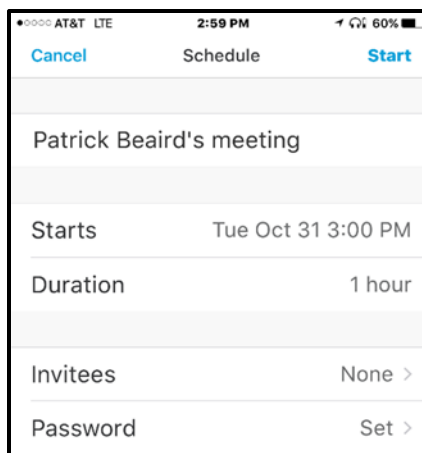 AT&T LTE 2:59 PM 60%
Cancel Schedule Start
Patrick Beaird's meeting
Starts Tue Oct 31 3:00 PM
Duration 1 hour
Invitees None >
Password Set >